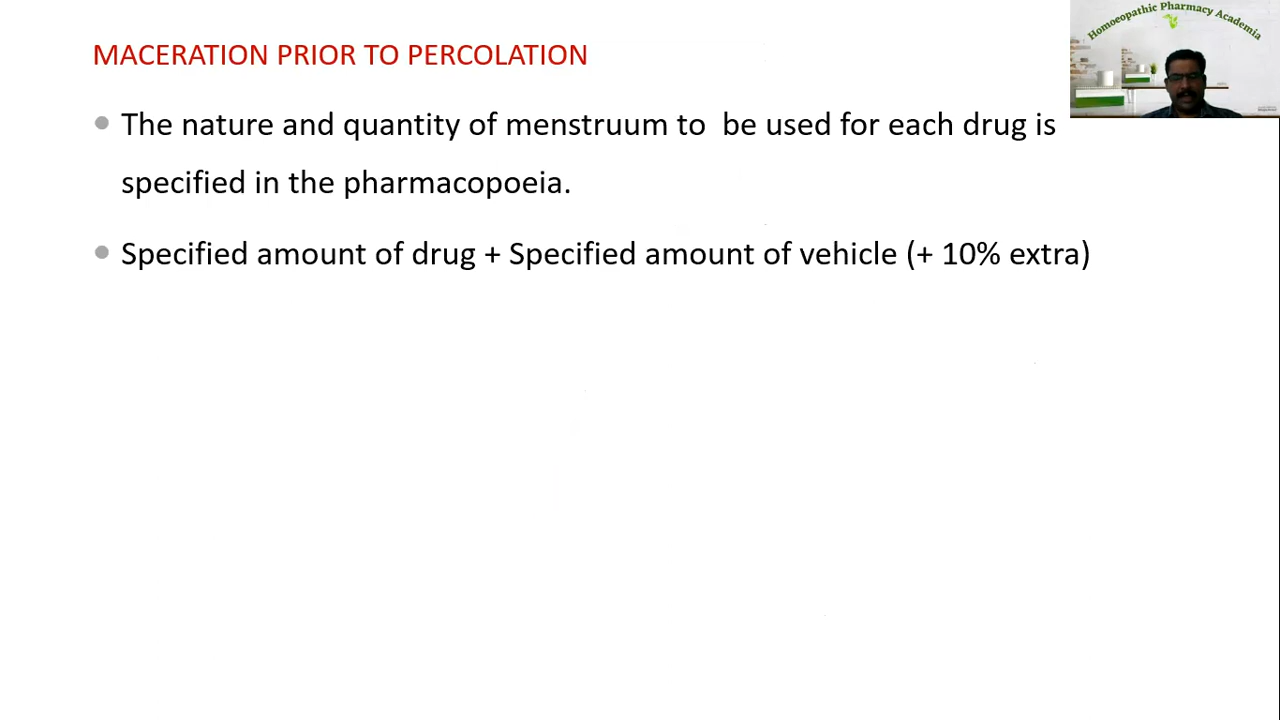 MACERATION PRIOR TO PERCOLATION
Homoeopathic Pharmacy Academia
The nature and quantity of menstruum to be used for each drug is
specified in the pharmacopoeia.
Specified amount of drug + Specified amount of vehicle (+ 10% extra)